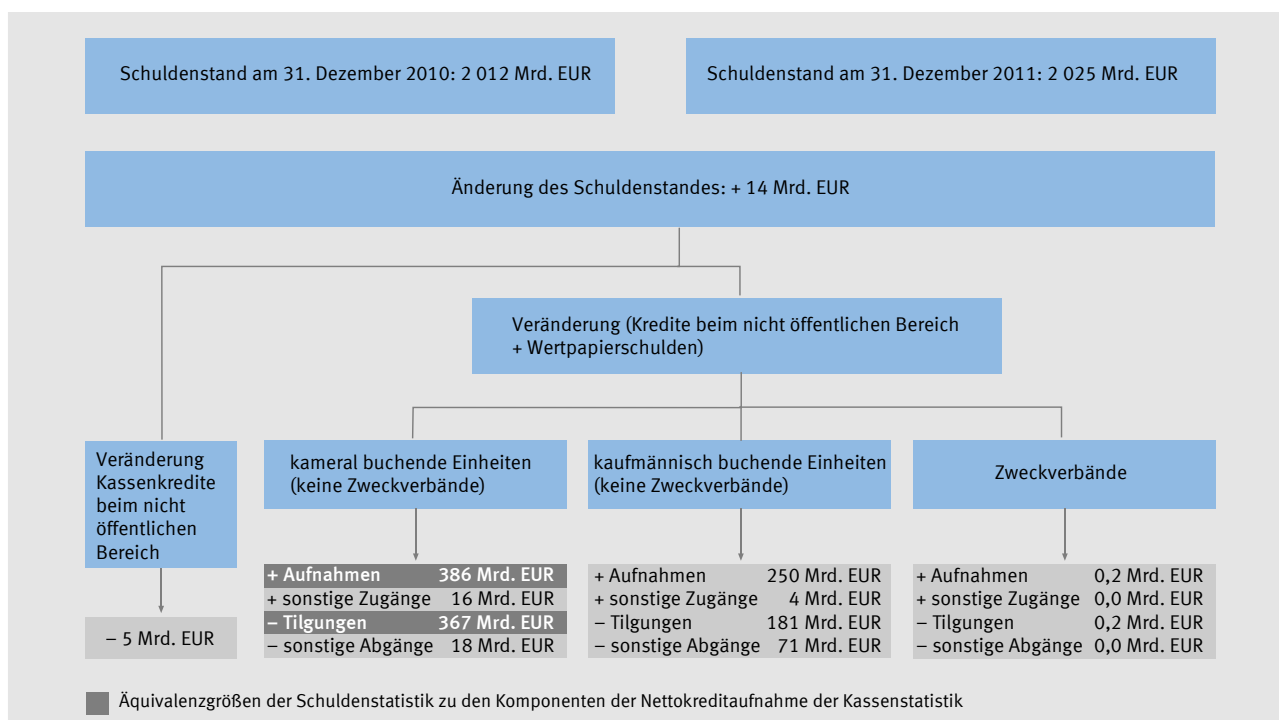 Schuldenstand am 31. Dezember 2010: 2 012 Mrd. EUR
Schuldenstand am 31. Dezember 2011: 2 025 Mrd. EUR
Änderung des Schuldenstandes: + 14 Mrd. EUR
Veränderung (Kredite beim nicht öffentlichen Bereich
+ Wertpapierschulden)
Veränderung
Kassenkredite
beim nicht
öffentlichen
Bereich
– 5 Mrd. EUR
kameral buchende Einheiten
(keine Zweckverbände)
+ Aufnahmen 386 Mrd. EUR
+ sonstige Zugänge 16 Mrd. EUR
– Tilgungen 367 Mrd. EUR
– sonstige Abgänge 18 Mrd. EUR
kaufmännisch buchende Einheiten
(keine Zweckverbände)
+ Aufnahmen 250 Mrd. EUR
+ sonstige Zugänge 4 Mrd. EUR
– Tilgungen 181 Mrd. EUR
– sonstige Abgänge 71 Mrd. EUR
Zweckverbände
+ Aufnahmen 0,2 Mrd. EUR
+ sonstige Zugänge 0,0 Mrd. EUR
– Tilgungen 0,2 Mrd. EUR
– sonstige Abgänge 0,0 Mrd. EUR
Äquivalenzgrößen der Schuldenstatistik zu den Komponenten der Nettokreditaufnahme der Kassenstatistik